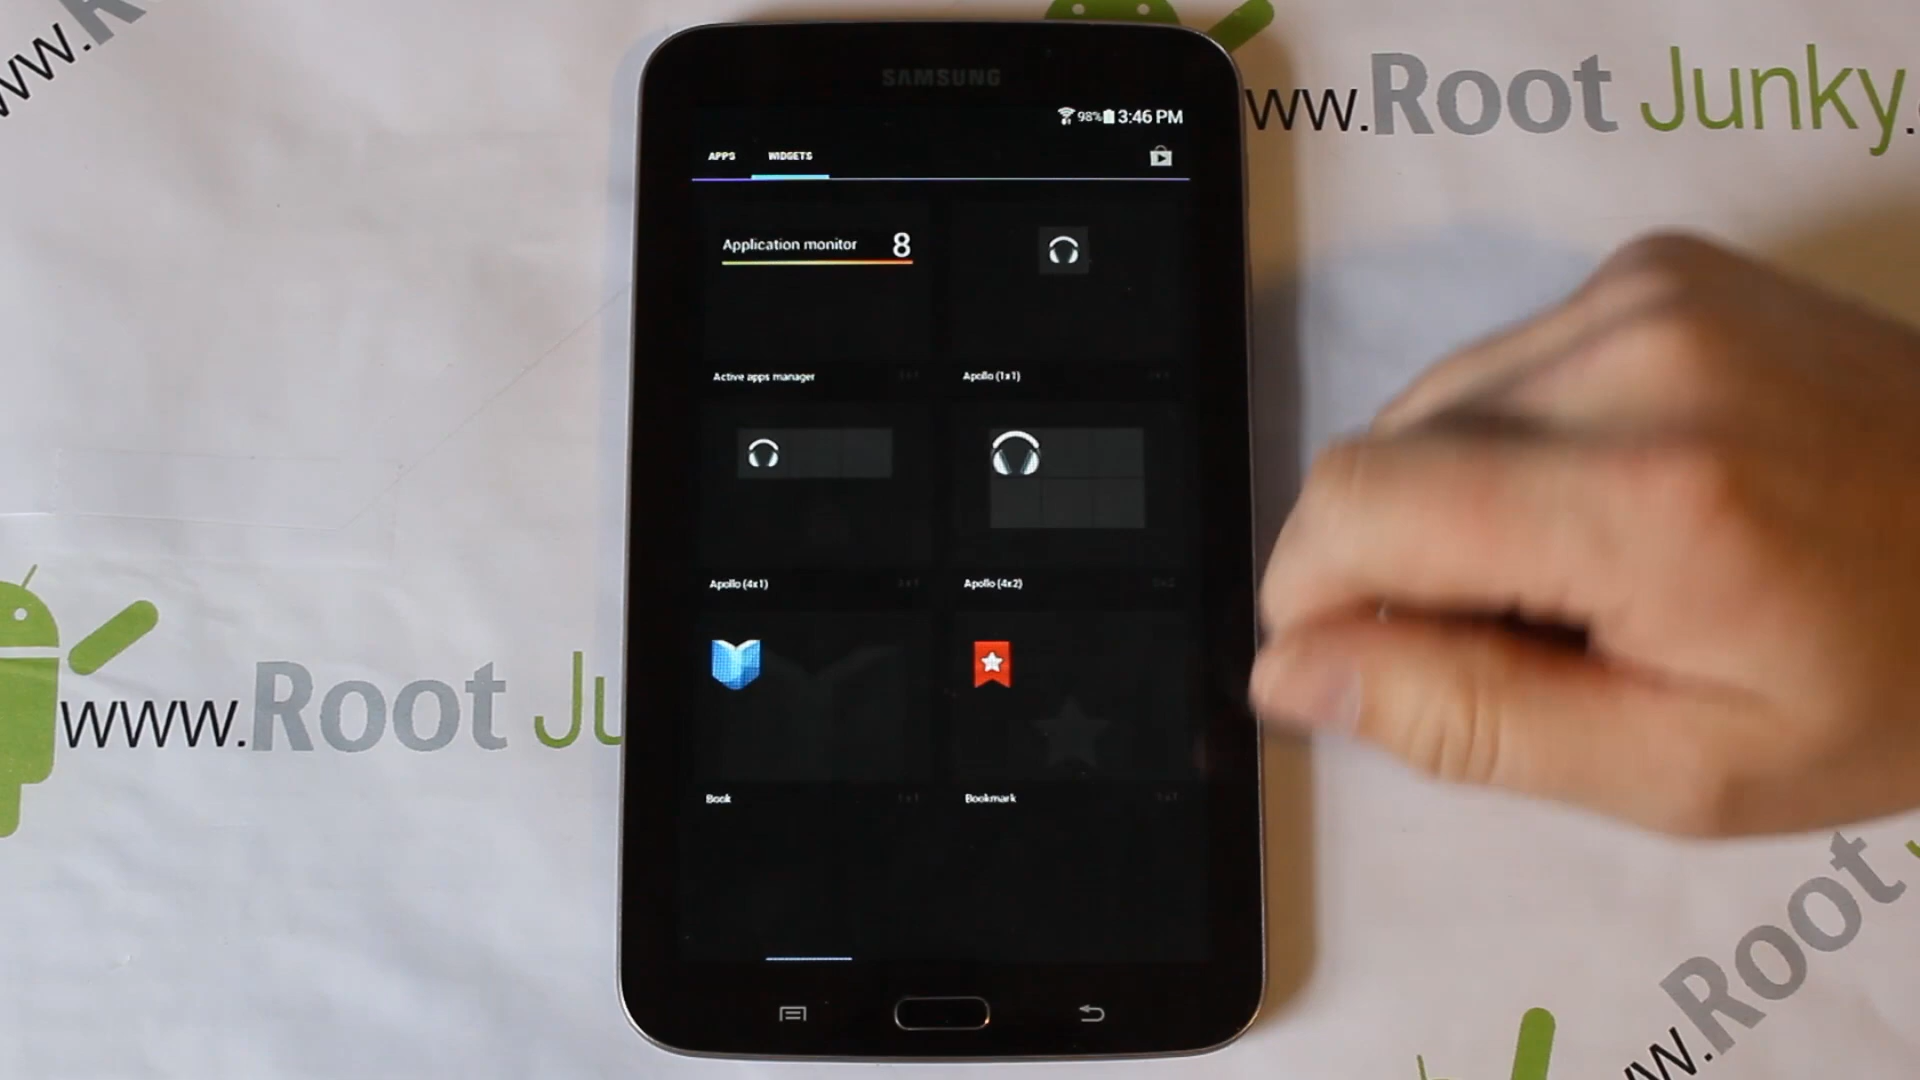 www.Ro
www.Root Junky.
SAMSUNG
98% 3:46 PM
APPS WIDGETS
Application monitor 8
Active apps manager
Apollo (1x1)
Apollo (4x1)
Apollo (4x2)
Book
Bookmark
www.Root Ju
w.Root J